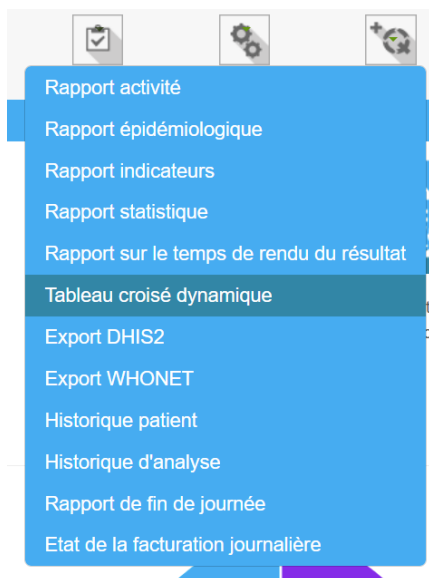 Rapport activité
Rapport épidémiologique
Rapport indicateurs
Rapport statistique
Rapport sur le temps de rendu du résultat
Tableau croisé dynamique
Export DHIS2
Export WHONET
Historique patient
Historique d'analyse
Rapport de fin de journée
Etat de la facturation journalière